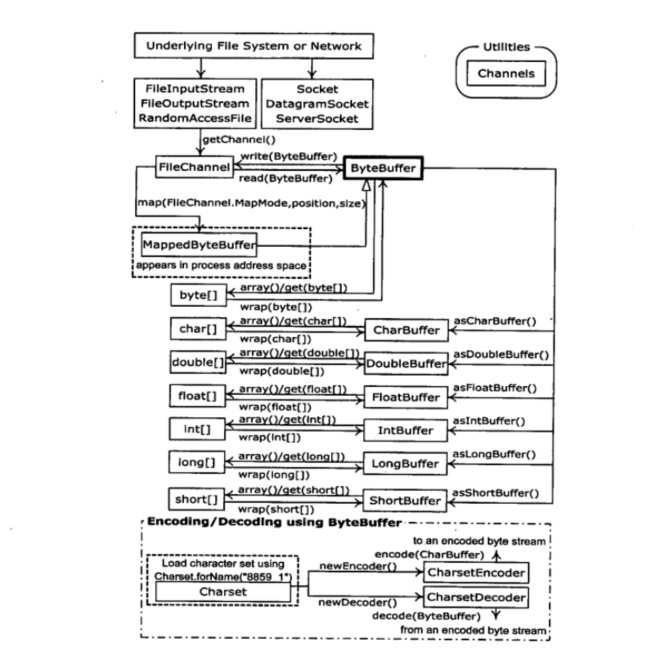 Underlying File System or Network
Utilities
Channels
FileInputStream
FileOutputStream
RandomAccessFile
Socket
DatagramSocket
ServerSocket
getChannel()
write(ByteBuffer)
FileChannel
ByteBuffer
read(ByteBuffer)
map(FileChannel.MapMode,position,size)
MappedByteBuffer
appears in process address space
array()/get(byte[])
byte[]
wrap(byte[])
array()/get(char[])
asCharBuffer()
char[]
CharBuffer
wrap(char[])
array()/get(double[])
asDoubleBuffer()
double[]
DoubleBuffer
wrap(double[])
array()/get(float[])
asFloatBuffer()
float[]
FloatBuffer
wrap(float[])
array()/get(int[])
asIntBuffer()
int[]
IntBuffer
wrap(int[])
array()/get(long[])
asLongBuffer()
long[]
LongBuffer
wrap(long[])
array()/get(short[])
asShortBuffer()
short[]
ShortBuffer
wrap(short[])
Encoding/Decoding using ByteBuffer
to an encoded byte stream
encode(CharBuffer)
Load character set using
Charset.forName("8859_1")
Charset
newEncoder()
CharsetEncoder
newDecoder()
CharsetDecoder
decode(ByteBuffer)
from an encoded byte stream